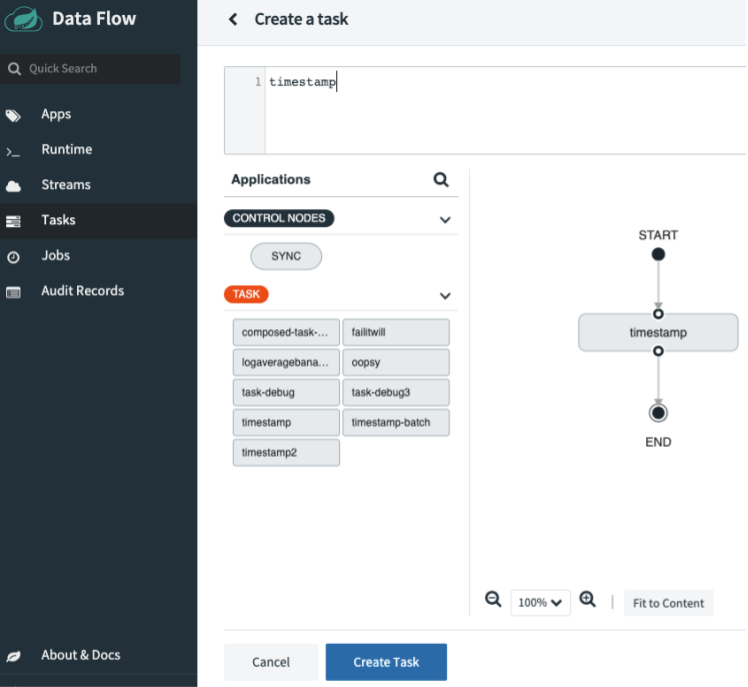 Data Flow
Quick Search
Apps
Runtime
Streams
Tasks
Jobs
Audit Records
About & Docs
Create a task
1 timestamp
Applications
CONTROL NODES
SYNC
TASK
composed-task-... failitwill
logaveragebana... oopsy
task-debug task-debug3
timestamp timestamp-batch
timestamp2
START
timestamp
END
100%
Fit to Content
Cancel Create Task